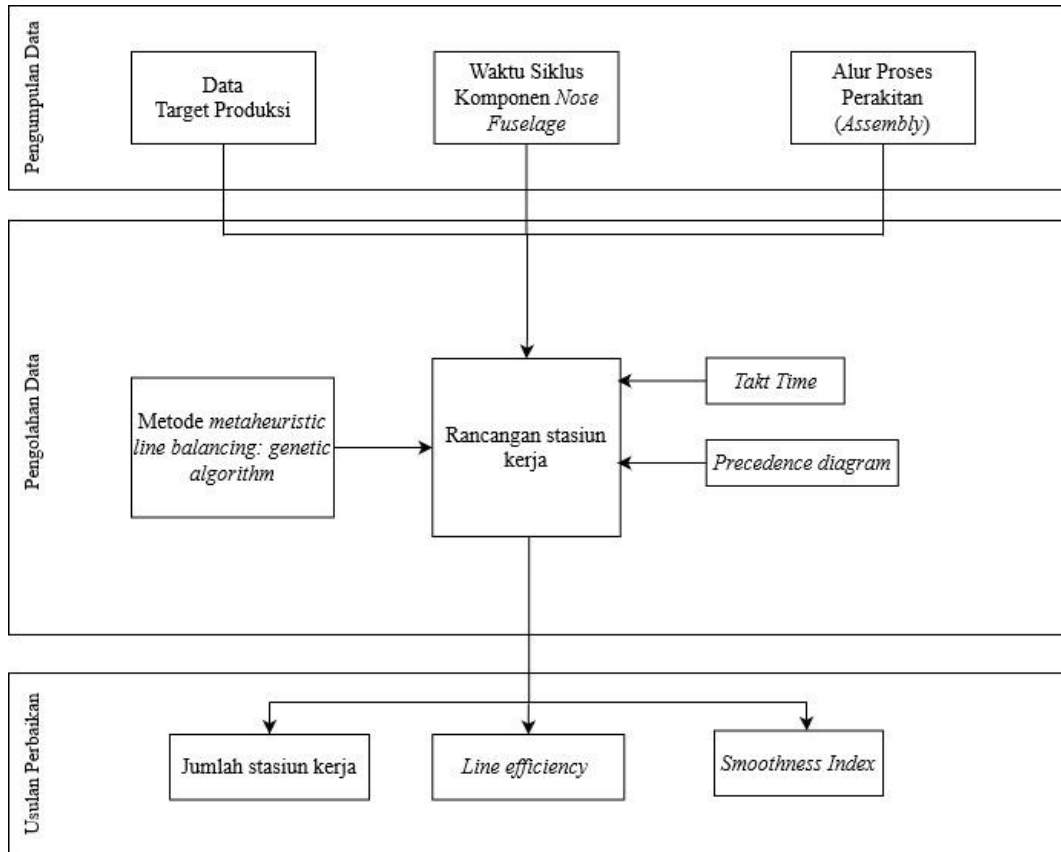 Pengumpulan Data
Data
Target Produksi
Waktu Siklus
Komponen Nose
Fuselage
Alur Proses
Perakitan
(Assembly)
Pengolahan Data
Metode metaheuristic
line balancing: genetic
algorithm
Rancangan stasiun
kerja
Takt Time
Precedence diagram
Usulan Perbaikan
Jumlah stasiun kerja
Line efficiency
Smoothness Index